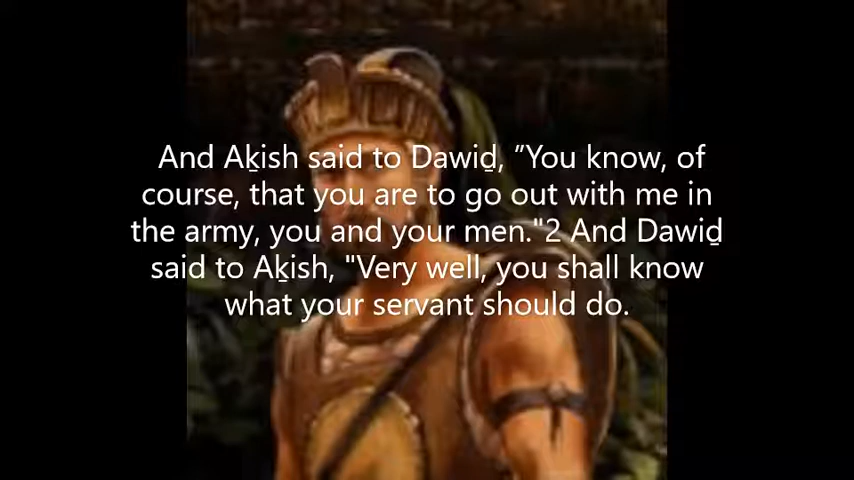 And Aḵish said to Dawiḏ, ”You know, of
course, that you are to go out with me in
the army, you and your men."2 And Dawiḏ
said to Aḵish, "Very well, you shall know
what your servant should do.